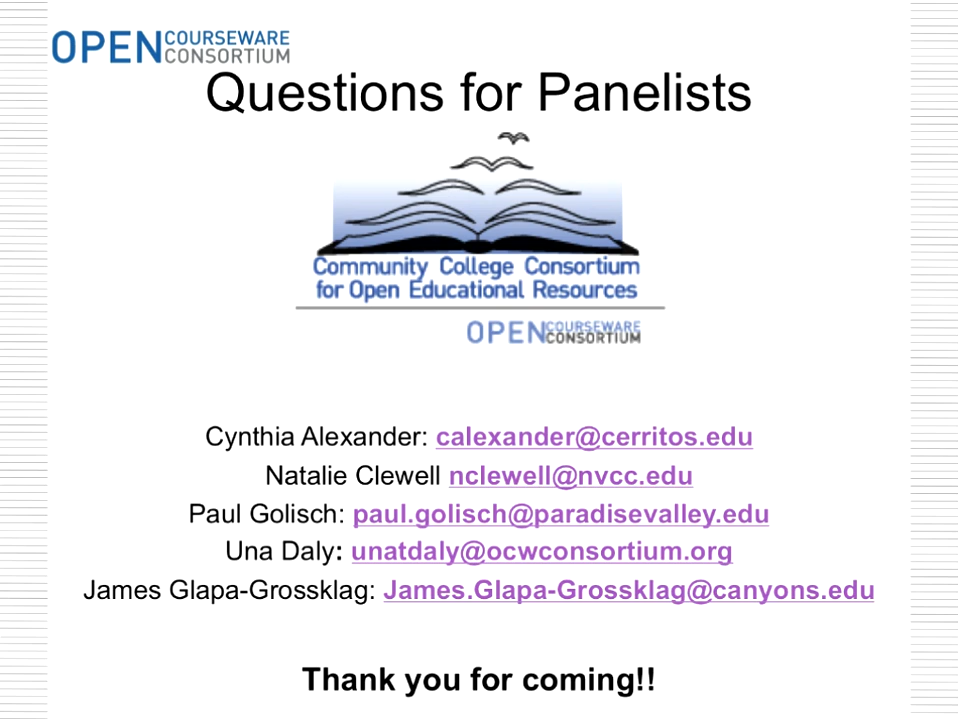 OPEN COURSEWARE CONSORTIUM
Questions for Panelists
Community College Consortium
for Open Educational Resources
OPEN COURSEWARE CONSORTIUM
Cynthia Alexander: calexander@cerritos.edu
Natalie Clewell nclewell@nvcc.edu
Paul Golisch: paul.golisch@paradisevalley.edu
Una Daly: unatdaly@ocwconsortium.org
James Glapa-Grossklag: James.Glapa-Grossklag@canyons.edu
Thank you for coming!!